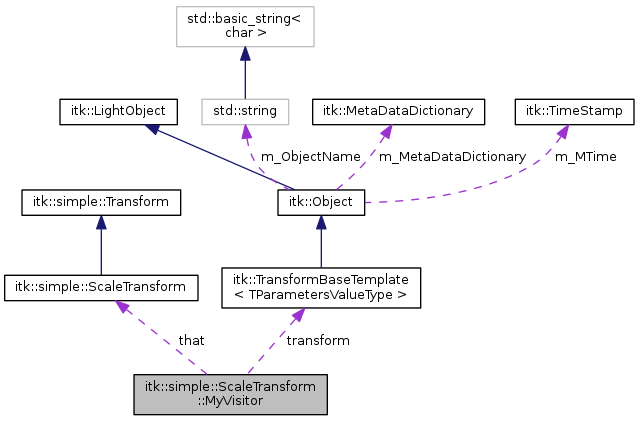 std::basic_string<
char >
itk::LightObject
std::string
itk::MetaDataDictionary
itk::TimeStamp
m_ObjectName
m_MetaDataDictionary
m_MTime
itk::simple::Transform
itk::Object
itk::simple::ScaleTransform
itk::TransformBaseTemplate
< TParametersValueType >
that
transform
itk::simple::ScaleTransform
::MyVisitor